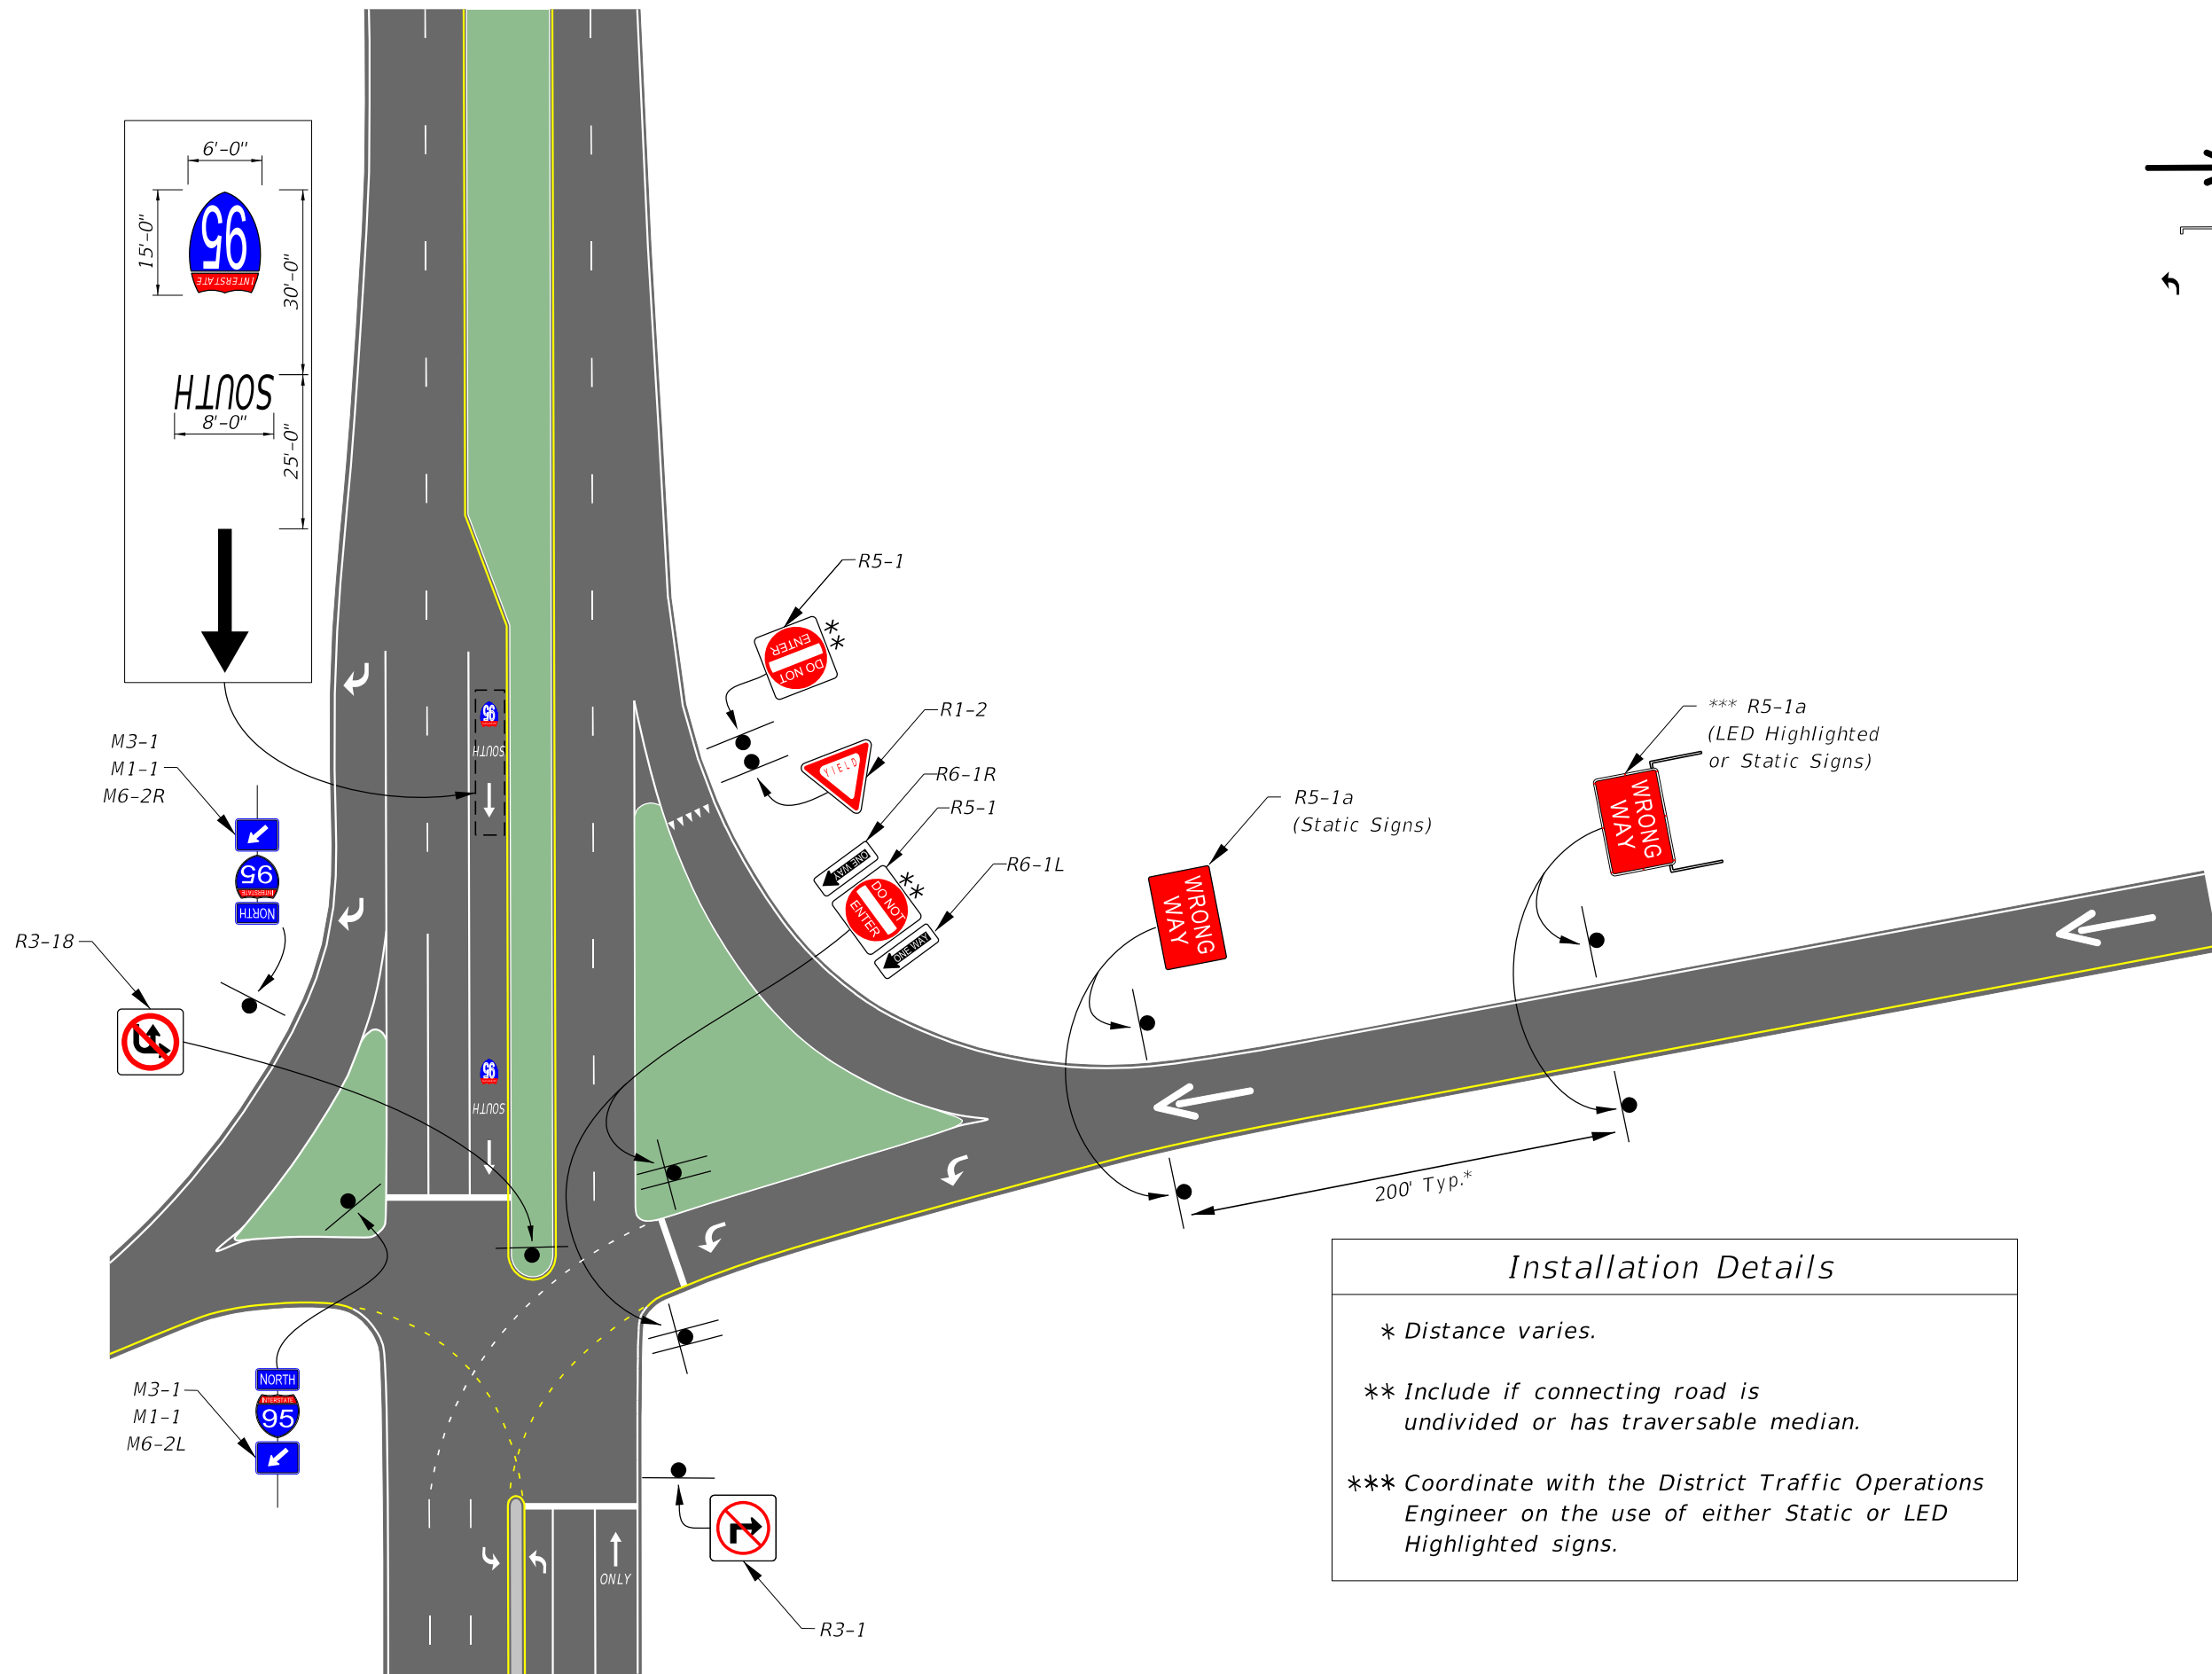 6'-0"
15'-0"
95
INTERSTATE
30'-0"
SOUTH
8'-0"
25'-0"
R5-1
DO NOT
ENTER
**
R1-2
YIELD
R6-1R
ONE WAY
R5-1
DO NOT
ENTER
**
R6-1L
ONE WAY
R5-1a
(Static Signs)
WRONG
WAY
*** R5-1a
(LED Highlighted
or Static Signs)
WRONG
WAY
200' Typ.*
M3-1
M1-1
M6-2R
NORTH
INTERSTATE
95
R3-18
95
SOUTH
95
SOUTH
M3-1
M1-1
M6-2L
NORTH
INTERSTATE
95
ONLY
R3-1
Installation Details
* Distance varies.
** Include if connecting road is
undivided or has traversable median.
*** Coordinate with the District Traffic Operations
Engineer on the use of either Static or LED
Highlighted signs.